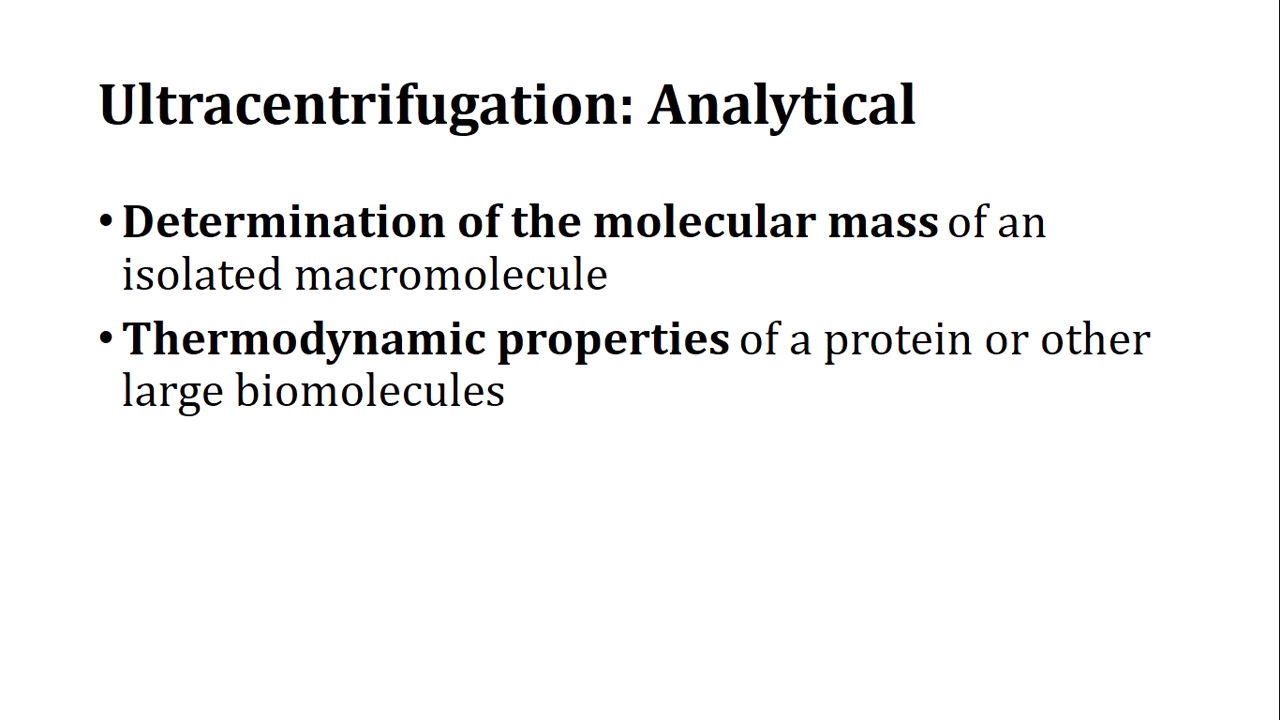 Ultracentrifugation: Analytical
• Determination of the molecular mass of an
isolated macromolecule
• Thermodynamic properties of a protein or other
large biomolecules